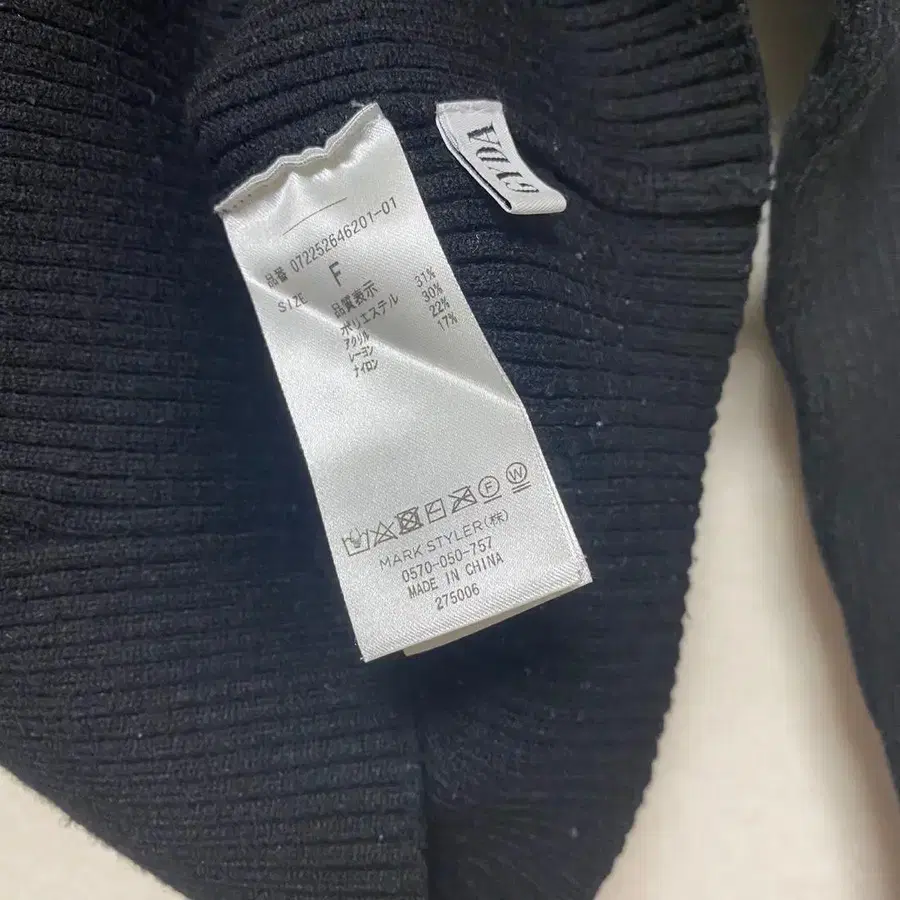 GYDA
品番 072252646201-01
SIZE F
品質表示
ポリエステル 31%
アクリル 30%
レーヨン 22%
ナイロン 17%
F W
MARK STYLER(株)
0570-050-757
MADE IN CHINA
275006